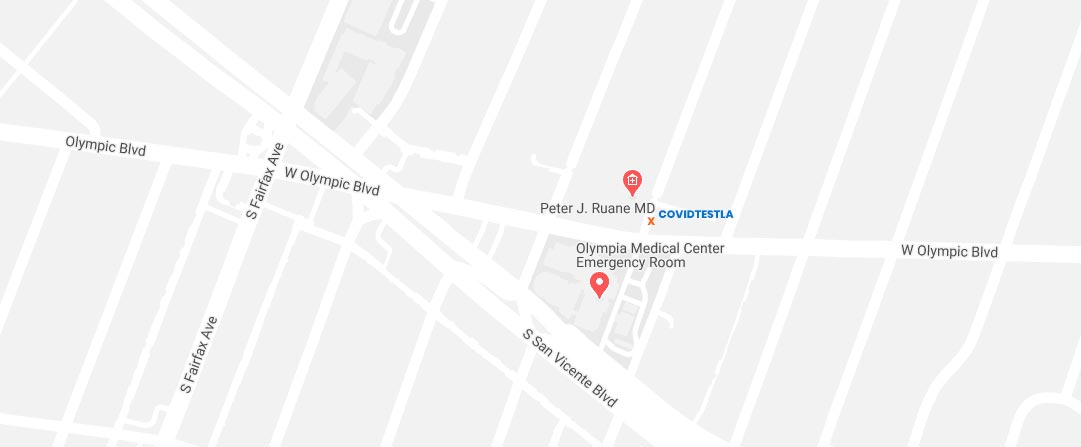 Olympic Blvd
W Olympic Blvd
S Fairfax Ave
Peter J. Ruane MD
X COVIDTESTLA
Olympia Medical Center
Emergency Room
W Olympic Blvd
S Fairfax Ave
S San Vicente Blvd